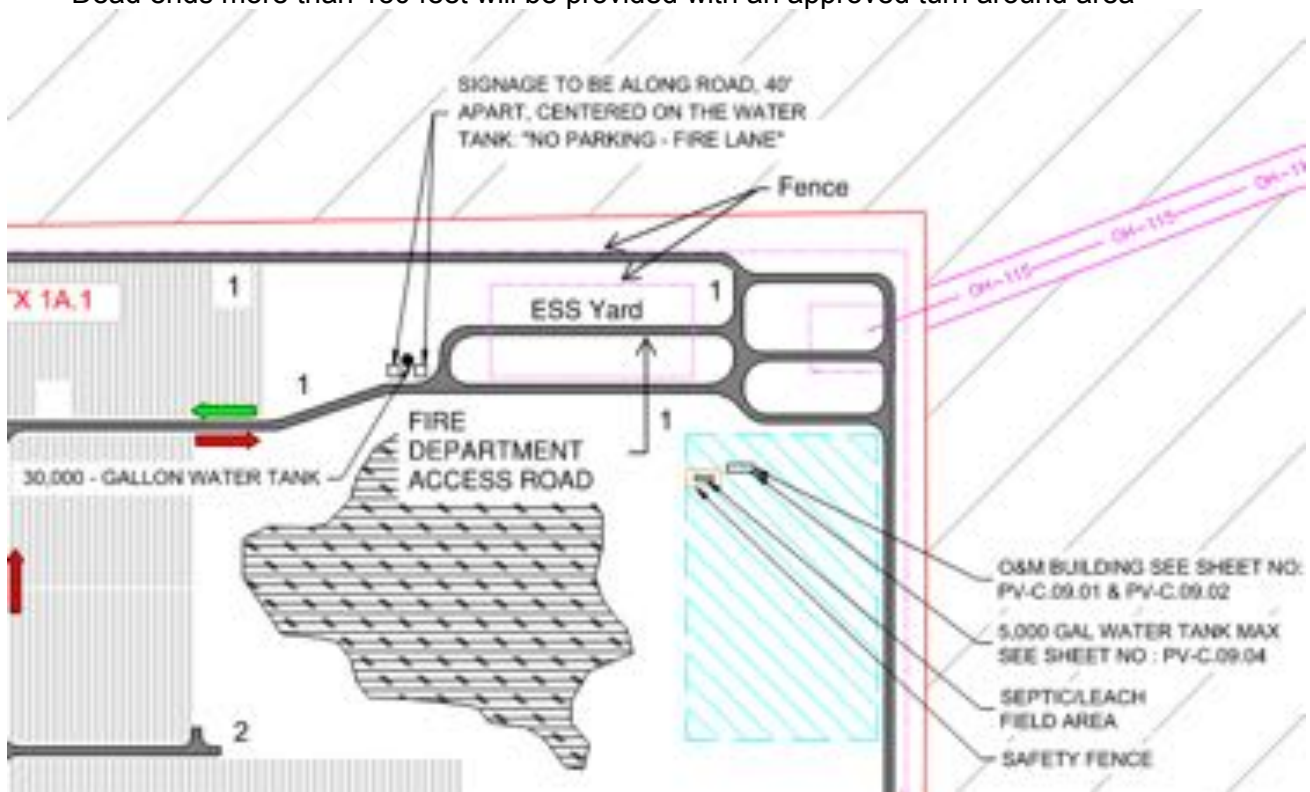 Dead ends more than 150 feet will be provided with an approved turn around area
SIGNAGE TO BE ALONG ROAD, 40'
APART, CENTERED ON THE WATER
TANK: "NO PARKING - FIRE LANE"
Fence
OH-115
OH-115
TX 1A.1
1
ESS Yard
1
1
1
FIRE
DEPARTMENT
ACCESS ROAD
30,000 - GALLON WATER TANK
O&M BUILDING SEE SHEET NO:
PV-C.09.01 & PV-C.09.02
5,000 GAL WATER TANK MAX
SEE SHEET NO : PV-C.09.04
SEPTIC/LEACH
FIELD AREA
SAFETY FENCE
2